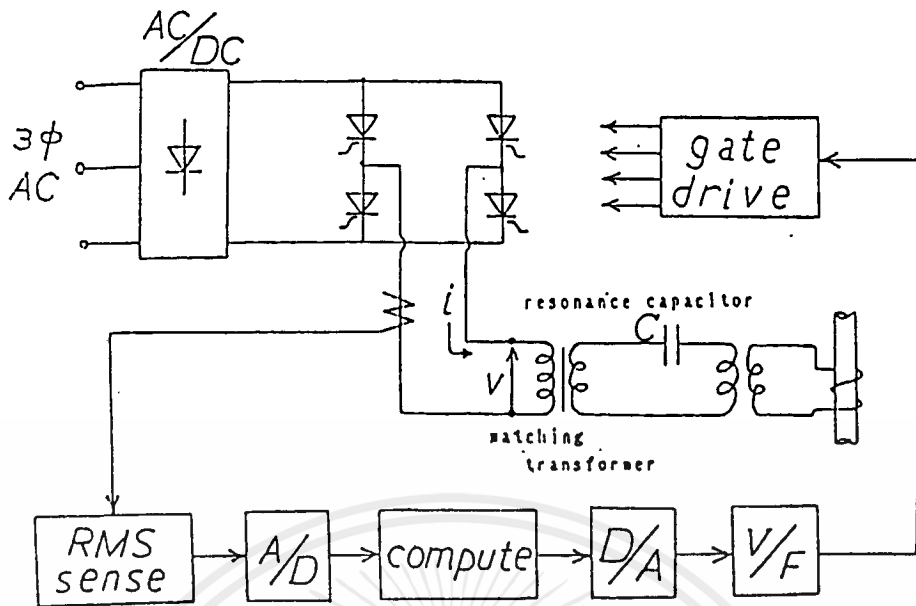 AC/DC
3φ
AC
gate
drive
i
V
resonance capacitor
C
matching
transformer
RMS
sense
A/D
compute
D/A
V/F